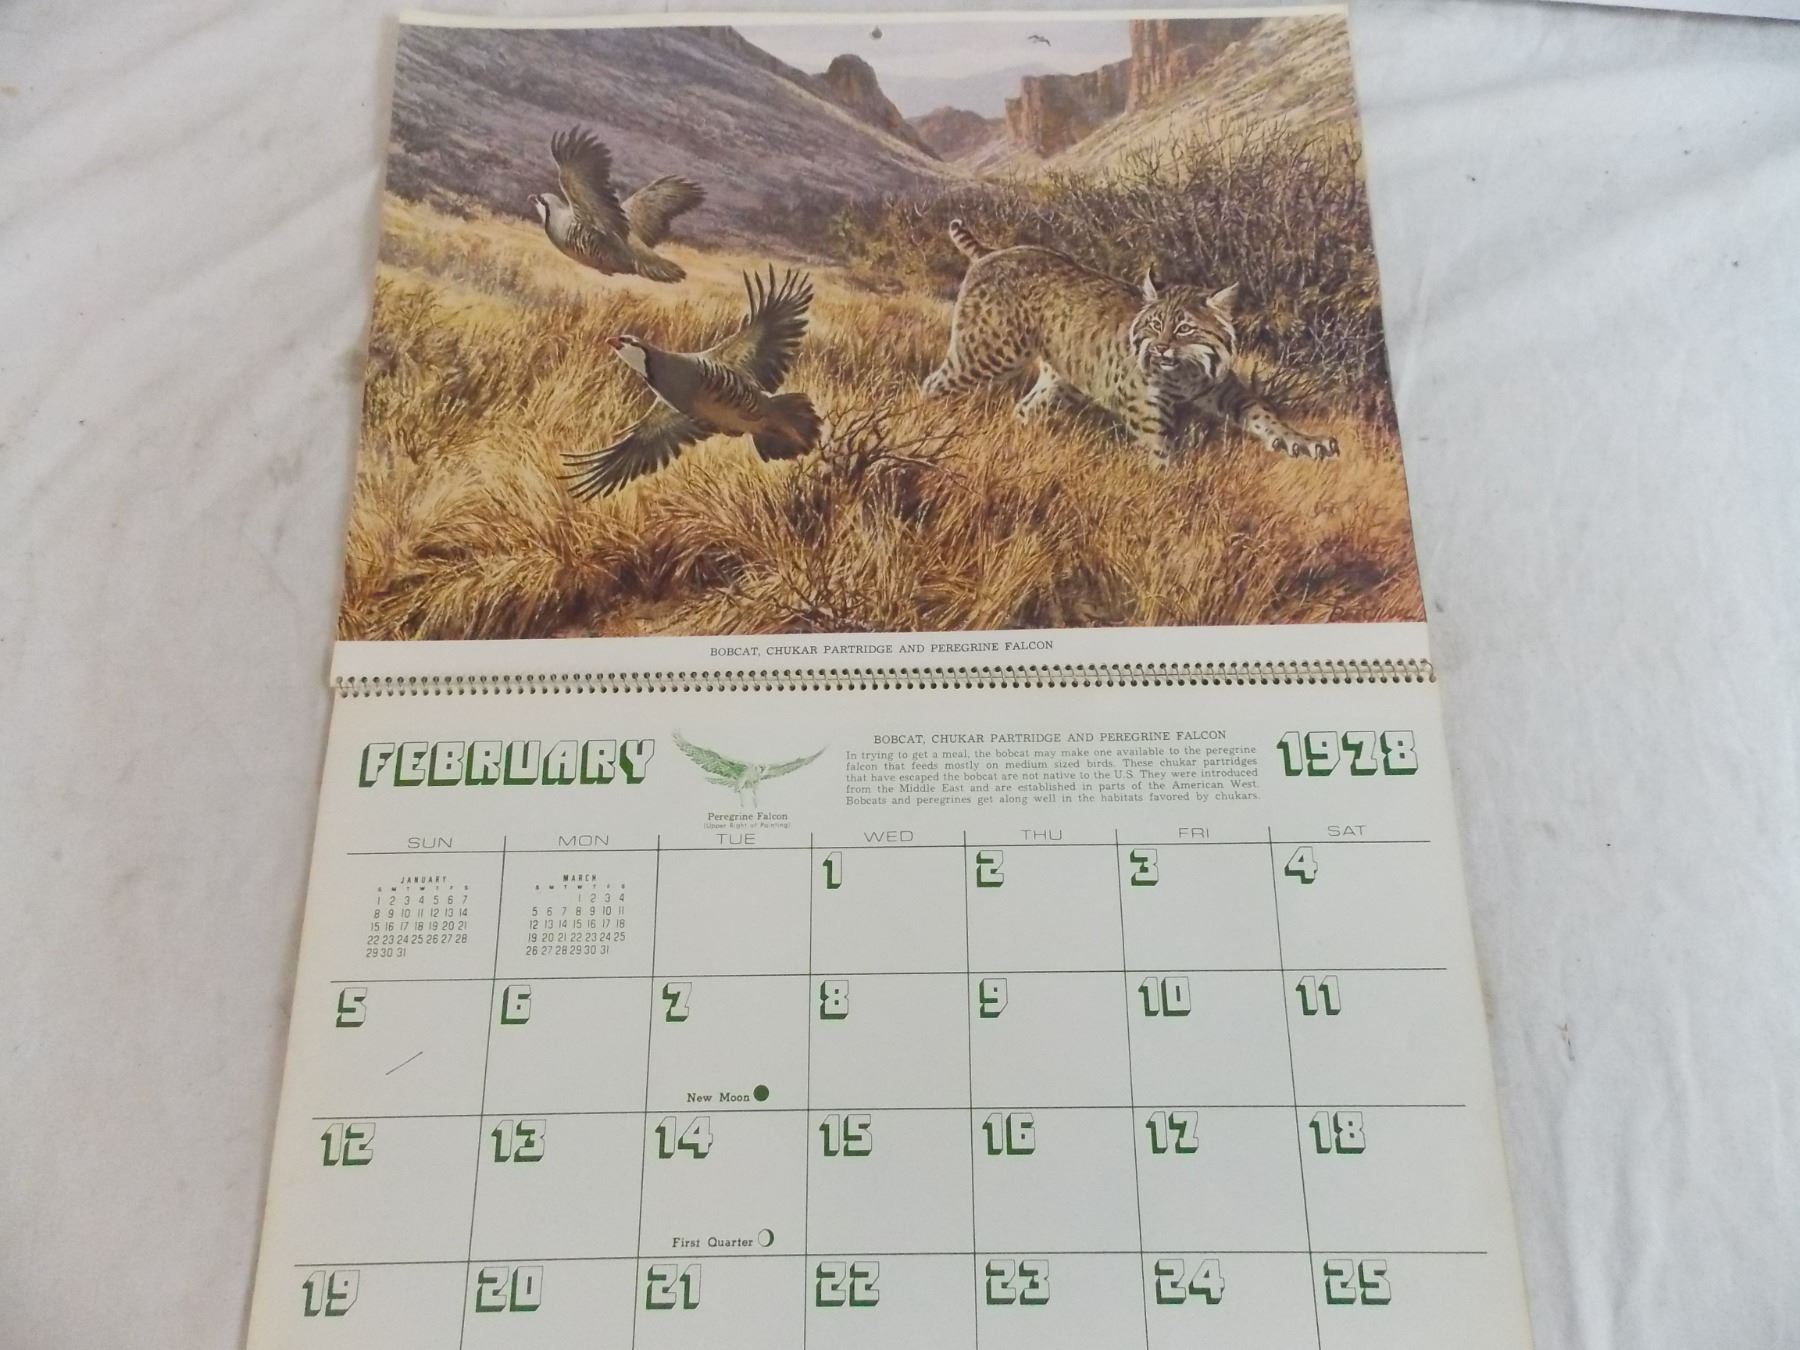 BOBCAT, CHUKAR PARTRIDGE AND PEREGRINE FALCON
FEBRUARY
Peregrine Falcon
(Upper Right of Painting)
BOBCAT, CHUKAR PARTRIDGE AND PEREGRINE FALCON
In trying to get a meal, the bobcat may make one available to the peregrine
falcon that feeds mostly on medium sized birds. These chukar partridges
that have escaped the bobcat are not native to the U.S. They were introduced
from the Middle East and are established in parts of the American West.
Bobcats and peregrines get along well in the habitats favored by chukars.
1978
SUN MON TUE WED THU FRI SAT
JANUARY
S M T W T F S
1 2 3 4 5 6 7
8 9 10 11 12 13 14
15 16 17 18 19 20 21
22 23 24 25 26 27 28
29 30 31
MARCH
S M T W T F S
1 2 3 4
5 6 7 8 9 10 11
12 13 14 15 16 17 18
19 20 21 22 23 24 25
26 27 28 29 30 31
1 2 3 4
5 6 7 8 9 10 11
New Moon
12 13 14 15 16 17 18
First Quarter
19 20 21 22 23 24 25